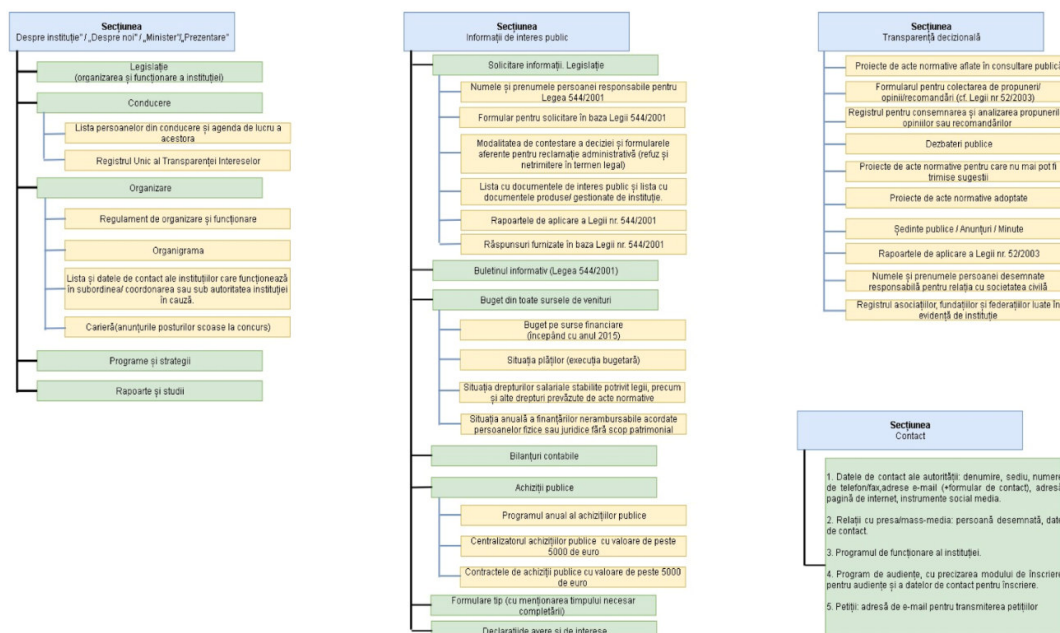 Secțiunea
Despre instituție” / „Despre noi” / „Minister”/„Prezentare”
Legislație
(organizarea și funcționare a instituției)
Conducere
Lista persoanelor din conducere și agenda de lucru a
acestora
Registrul Unic al Transparenței Intereselor
Organizare
Regulament de organizare și funcționare
Organigrama
Lista și datele de contact ale instituțiilor care funcționează
în subordinea/ coordonarea sau sub autoritatea instituției
în cauză.
Carieră(anunțurile posturilor scoase la concurs)
Programe și strategii
Rapoarte și studii
Secțiunea
Informații de interes public
Solicitare informații. Legislație
Numele și prenumele persoanei responsabile pentru
Legea 544/2001
Formular pentru solicitare în baza Legii 544/2001
Modalitatea de contestare a deciziei și formularele
aferente pentru reclamație administrativă (refuz și
netrimitere în termen legal)
Lista cu documentele de interes public și lista cu
documentele produse/ gestionate de instituție.
Rapoartele de aplicare a Legii nr. 544/2001
Răspunsuri furnizate în baza Legii nr. 544/2001
Buletinul informativ (Legea 544/2001)
Buget din toate sursele de venituri
Buget pe surse financiare
(începând cu anul 2015)
Situația plăților (execuția bugetară)
Situația drepturilor salariale stabilite potrivit legii, precum
și alte drepturi prevăzute de acte normative
Situația anuală a finanțărilor nerambursabile acordate
persoanelor fizice sau juridice fără scop patrimonial
Bilanțuri contabile
Achiziții publice
Programul anual al achizițiilor publice
Centralizatorul achizițiilor publice cu valoare de peste
5000 de euro
Contractele de achiziții publice cu valoare de peste 5000
de euro
Formulare tip (cu menționarea timpului necesar
completării)
Declarațiide avere și de interese
Secțiunea
Transparență decizională
Proiecte de acte normative aflate în consultare publică
Formularul pentru colectarea de propuneri/
opinii/recomandări (cf. Legii nr 52/2003)
Registrul pentru consemnarea și analizarea
opiniilor sau recomandărilor
Dezbateri publice
Proiecte de acte normative pentru care nu mai pot fi
trimise sugestii
Proiecte de acte normative adoptate
Ședinte publice / Anunțuri / Minute
Rapoartele de aplicare a Legii nr. 52/2003
Numele și prenumele persoanei desemnate
responsabilă pentru relația cu societatea civilă
Registrul asociațiilor, fundațiilor și federațiilor luate în
evidență de instituție
Secțiunea
Contact
1. Datele de contact ale autorității: denumire, sediu,
de telefon/fax,adrese e-mail (+formular de contact),
pagină de internet, instrumente social media.
2. Relații cu presa/mass-media: persoană desemnată,
de contact.
3. Programul de funcționare al instituției.
4. Program de audiențe, cu precizarea modului de înscriere
pentru audiențe și a datelor de contact pentru înscriere.
5. Petiții: adresă de e-mail pentru transmiterea petițiilor